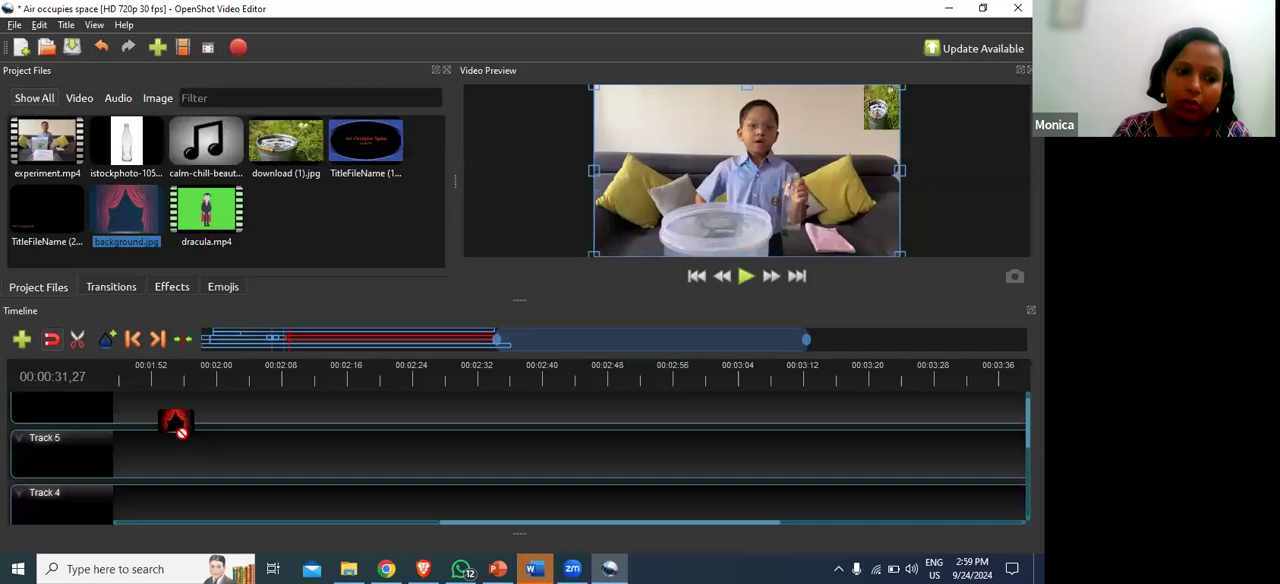 * Air occupies space [HD 720p 30 fps] - OpenShot Video Editor
File Edit Title View Help
Update Available
Project Files
Video Preview
Show All Video Audio Image Filter
experiment.mp4 istockphoto-105... calm-chill-beaut... download (1).jpg TitleFileName (1...
TitleFileName (2... background.jpg dracula.mp4
Project Files Transitions Effects Emojis
Timeline
00:00:31,27
00:01:52 00:02:00 00:02:08 00:02:16 00:02:24 00:02:32 00:02:40 00:02:48 00:02:56 00:03:04 00:03:12 00:03:20 00:03:28 00:03:36
Track 5
Track 4
Monica
Type here to search
12
ENG
US
2:59 PM
9/24/2024